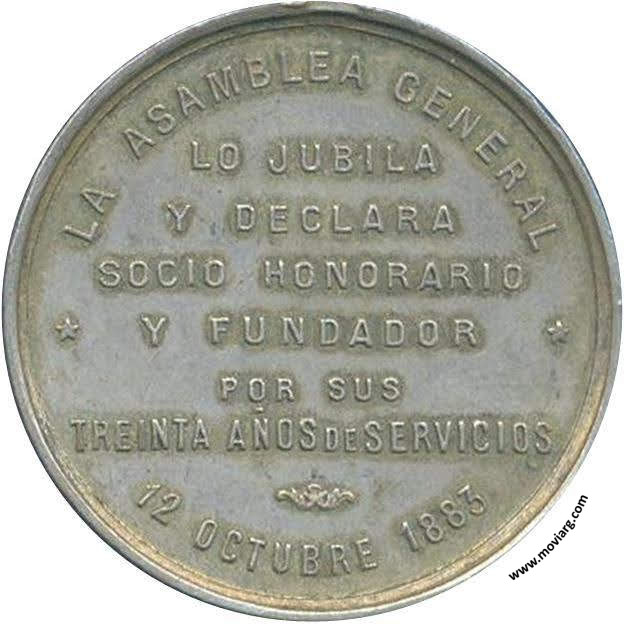 LA ASAMBLEA GENERAL
LO JUBILA
Y DECLARA
SOCIO HONORARIO
Y FUNDADOR
POR SUS
TREINTA AÑOS DE SERVICIOS
12 OCTUBRE 1883
www.moviarg.com